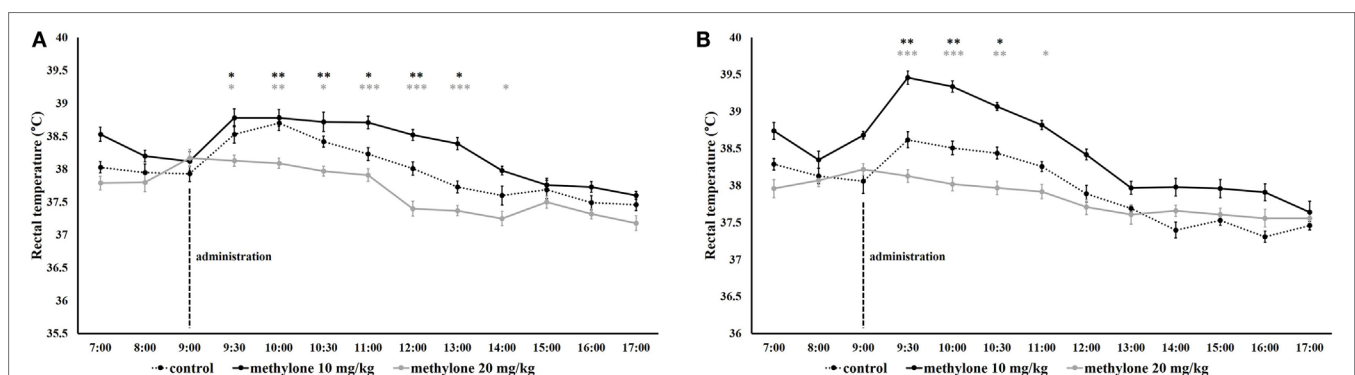 A
40
39.5
39
38.5
38
37.5
37
36.5
36
35.5
Rectal temperature (°C)
* ** ** * ** *
* ** * *** *** *** *
administration
7:00 8:00 9:00 9:30 10:00 10:30 11:00 12:00 13:00 14:00 15:00 16:00 17:00
control methylone 10 mg/kg methylone 20 mg/kg
B
40
39.5
39
38.5
38
37.5
37
36.5
36
Rectal temperature (°C)
** ** *
*** *** ** *
administration
7:00 8:00 9:00 9:30 10:00 10:30 11:00 12:00 13:00 14:00 15:00 16:00 17:00
control methylone 10 mg/kg methylone 20 mg/kg